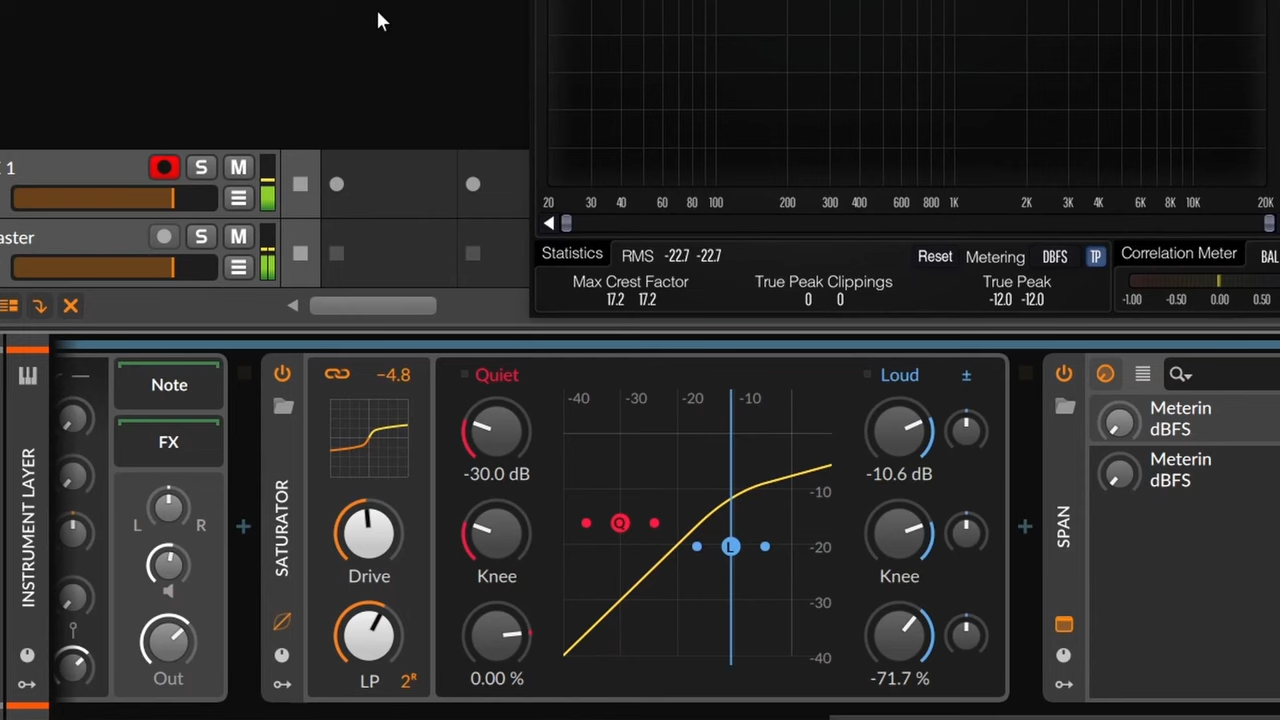 20 30 40 60 80 100 200 300 400 600 800 1K 2K 3K 4K 6K 8K 10K 20K
1
S M
aster
S M
Statistics RMS -22.7 -22.7 Reset Metering DBFS TP Correlation Meter BAL
Max Crest Factor True Peak Clippings True Peak
17.2 17.2 0 0 -12.0 -12.0 -1.00 -0.50 0.00 0.50
INSTRUMENT LAYER
Note
FX
L R
Out
SATURATOR
-4.8
Drive
LP 2R
Quiet
-30.0 dB
Knee
0.00 %
-40 -30 -20 -10
-10
-20
-30
-40
Q
L
Loud ±
-10.6 dB
Knee
-71.7 %
SPAN
Meterin
dBFS
Meterin
dBFS